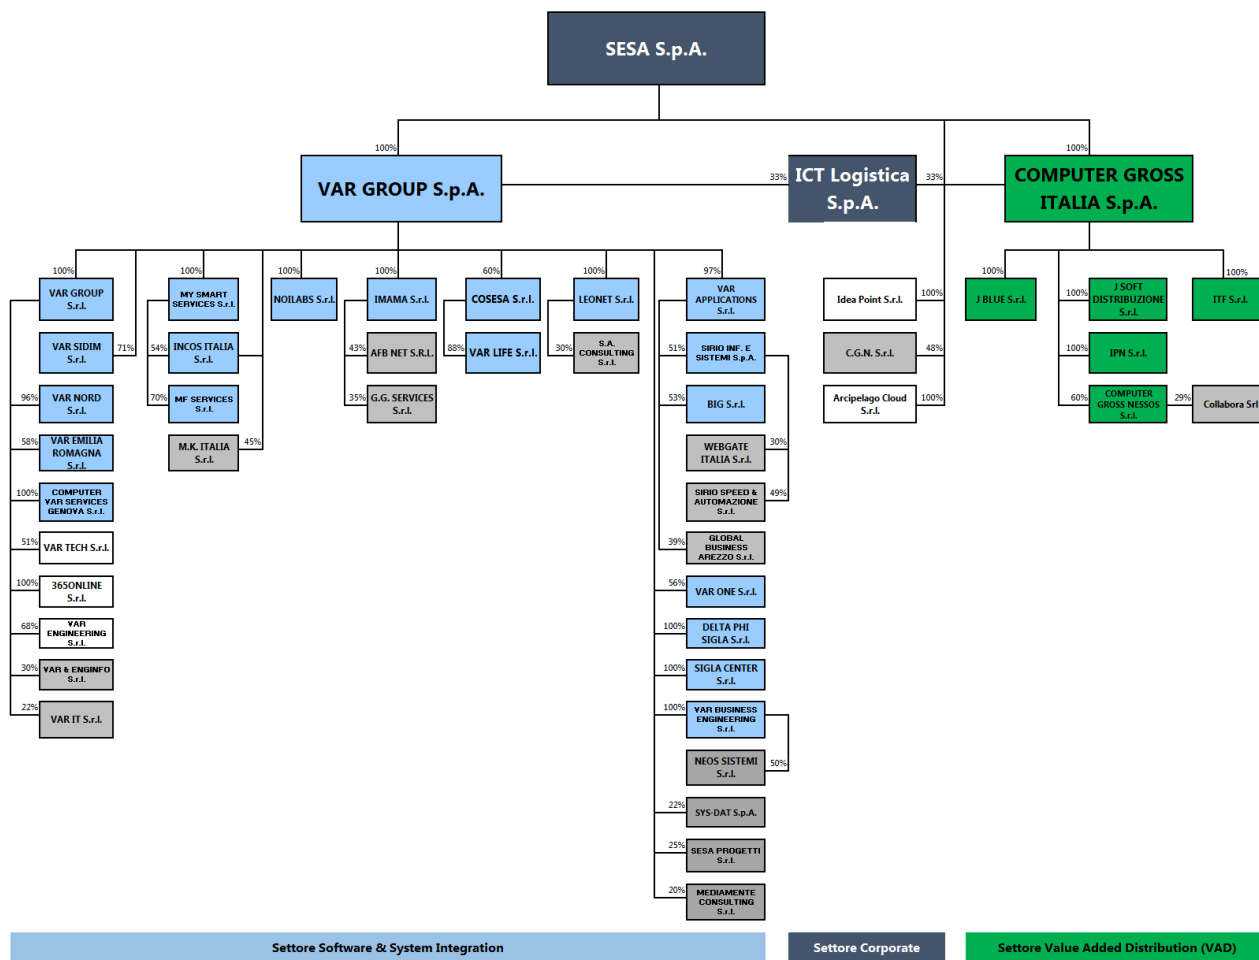 SESA S.p.A.
100%
100%
VAR GROUP S.p.A.
33%
ICT Logistica
S.p.A.
33%
COMPUTER GROSS
ITALIA S.p.A.
100%
VAR GROUP
S.r.l.
VAR SIDIM
S.r.l.
71%
96%
VAR NORD
S.r.l.
58%
VAR EMILIA
ROMAGNA
S.r.l.
100%
COMPUTER
VAR SERVICES
GENOVA S.r.l.
51%
VAR TECH S.r.l.
100%
365ONLINE
S.r.l.
68%
VAR
ENGINEERING
S.r.l.
30%
VAR & ENGINFO
S.r.l.
22%
VAR IT S.r.l.
100%
MY SMART
SERVICES S.r.l.
54%
INCOS ITALIA
S.r.l.
70%
MF SERVICES
S.r.l.
M.K. ITALIA
S.r.l.
45%
100%
NOILABS S.r.l.
100%
IMAMA S.r.l.
43%
AFB NET S.R.L.
35%
G.G. SERVICES
S.r.l.
60%
COSESA S.r.l.
88%
VAR LIFE S.r.l.
100%
LEONET S.r.l.
30%
S.A.
CONSULTING
S.r.l.
97%
VAR
APPLICATIONS
S.r.l.
51%
SIRIO INF. E
SISTEMI S.p.A.
53%
BIG S.r.l.
WEBGATE
ITALIA S.r.l.
30%
SIRIO SPEED &
AUTOMAZIONE
S.r.l.
49%
39%
GLOBAL
BUSINESS
AREZZO S.r.l.
56%
VAR ONE S.r.l.
100%
DELTA PHI
SIGLA S.r.l.
100%
SIGLA CENTER
S.r.l.
100%
VAR BUSINESS
ENGINEERING
S.r.l.
NEOS SISTEMI
S.r.l.
50%
22%
SYS-DAT S.p.A.
25%
SESA PROGETTI
S.r.l.
20%
MEDIAMENTE
CONSULTING
S.r.l.
Idea Point S.r.l.
100%
C.G.N. S.r.l.
48%
Arcipelago Cloud
S.r.l.
100%
100%
J BLUE S.r.l.
100%
J SOFT
DISTRIBUZIONE
S.r.l.
100%
IPN S.r.l.
60%
COMPUTER
GROSS NESSOS
S.r.l.
29%
Collabora Srl
100%
ITF S.r.l.
Settore Software & System Integration
Settore Corporate
Settore Value Added Distribution (VAD)